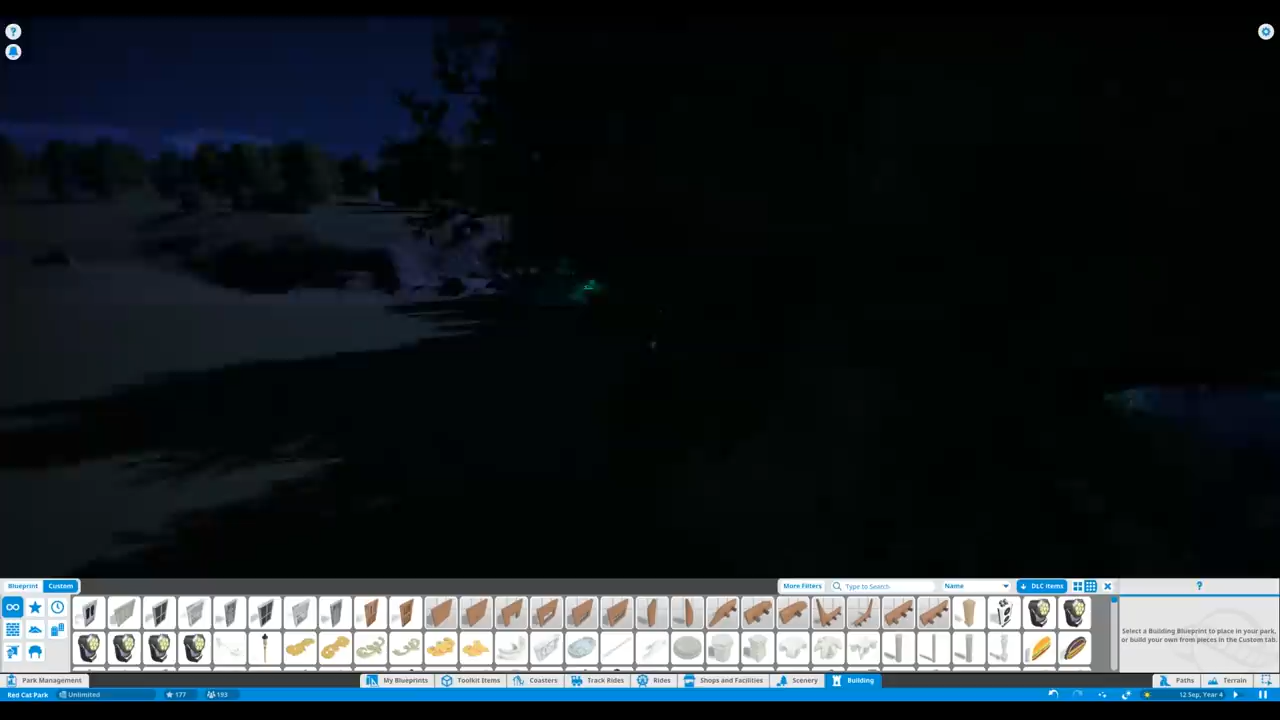 ?
Blueprint Custom More Filters Type to Search Name DLC Items ?
Select a Building Blueprint to place in your park,
or build your own from pieces in the Custom tab
Park Management My Blueprints Toolkit Items Coasters Track Rides Rides Shops and Facilities Scenery Building Paths Terrain
Red Cat Park Unlimited 177 193 12 Sep, Year 4